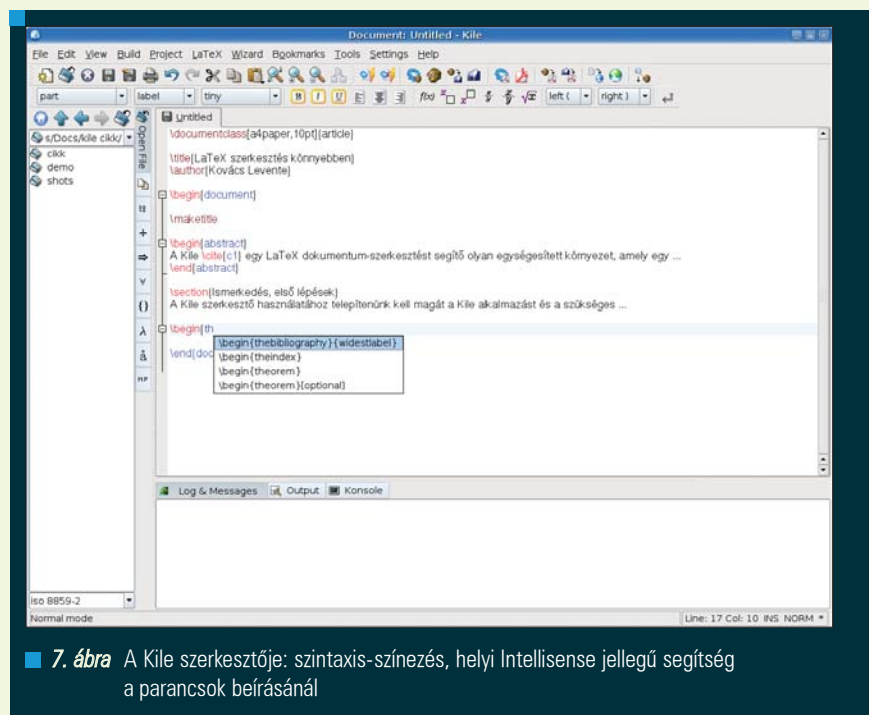 Document: Untitled - Kile
File Edit View Build Project LaTeX Wizard Bookmarks Tools Settings Help
part label tiny B I U f(x) left ( right )
s/Docs/kile cikk/
cikk
demo
shots
Open File
Untitled
\documentclass[a4paper,10pt]{article}
\title{LaTeX szerkesztés könnyebben}
\author{Kovács Levente}
\begin{document}
\maketitle
\begin{abstract}
A Kile \cite{c1} egy LaTeX dokumentum-szerkesztést segítő olyan egységesített környezet, amely egy ...
\end{abstract}
\section{Ismerkedés, első lépések}
A Kile szerkesztő használatához telepítenünk kell magát a Kile alkalmazást és a szükséges ...
\begin{th
\begin{thebibliography}{widestlabel}
\begin{theindex}
\begin{theorem}
\begin{theorem}[optional]
\end{doc
Log & Messages Output Konsole
iso 8859-2
Normal mode
Line: 17 Col: 10 INS NORM *
7. ábra A Kile szerkesztője: szintaxis-színezés, helyi Intellisense jellegű segítség
a parancsok beírásánál